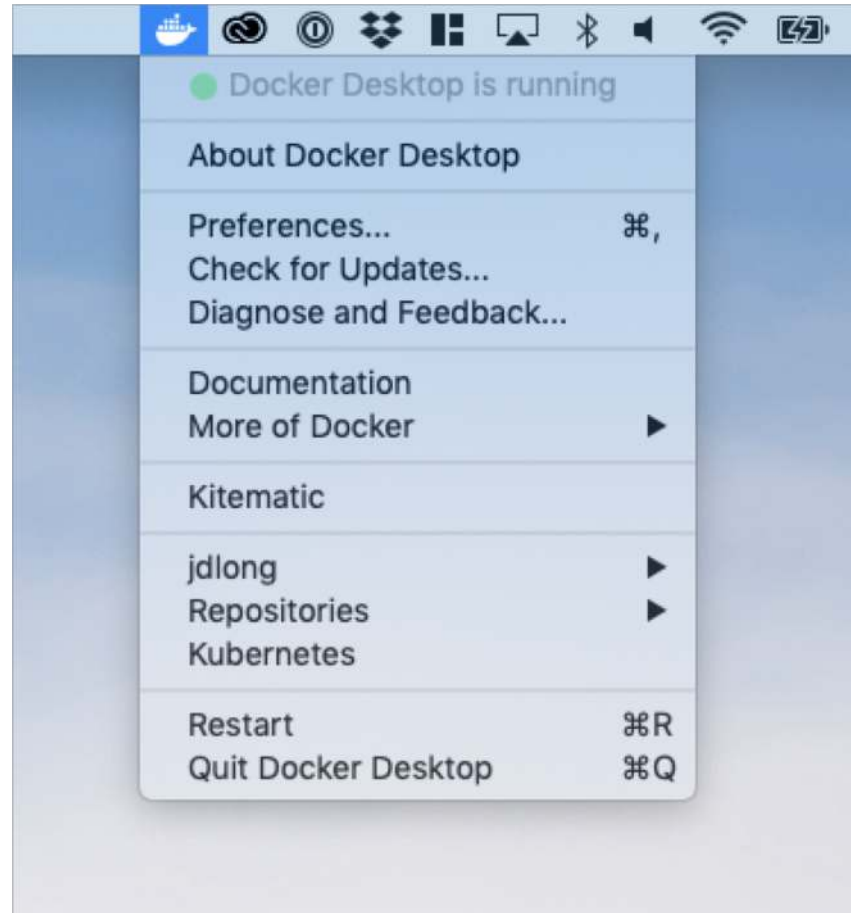 Docker Desktop is running
About Docker Desktop
Preferences... ⌘,
Check for Updates...
Diagnose and Feedback...
Documentation
More of Docker
Kitematic
jdlong
Repositories
Kubernetes
Restart ⌘R
Quit Docker Desktop ⌘Q